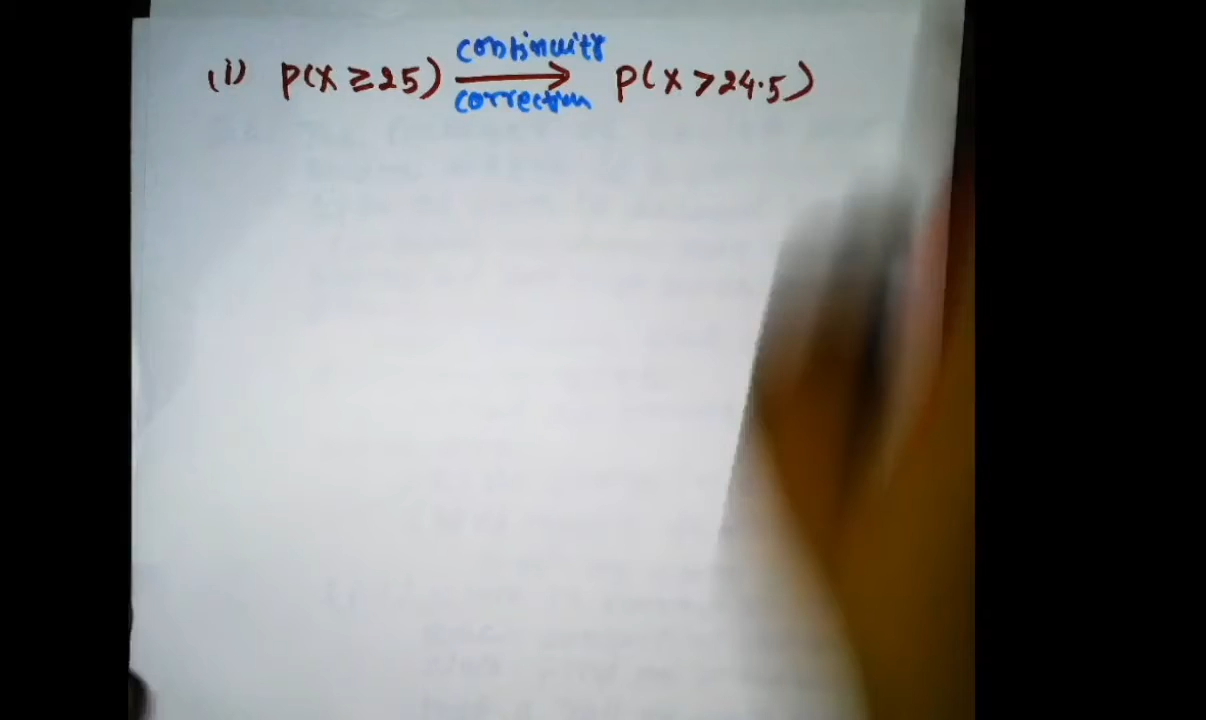 (i) P(X ≥ 25) continuity correction → P(X > 24.5)